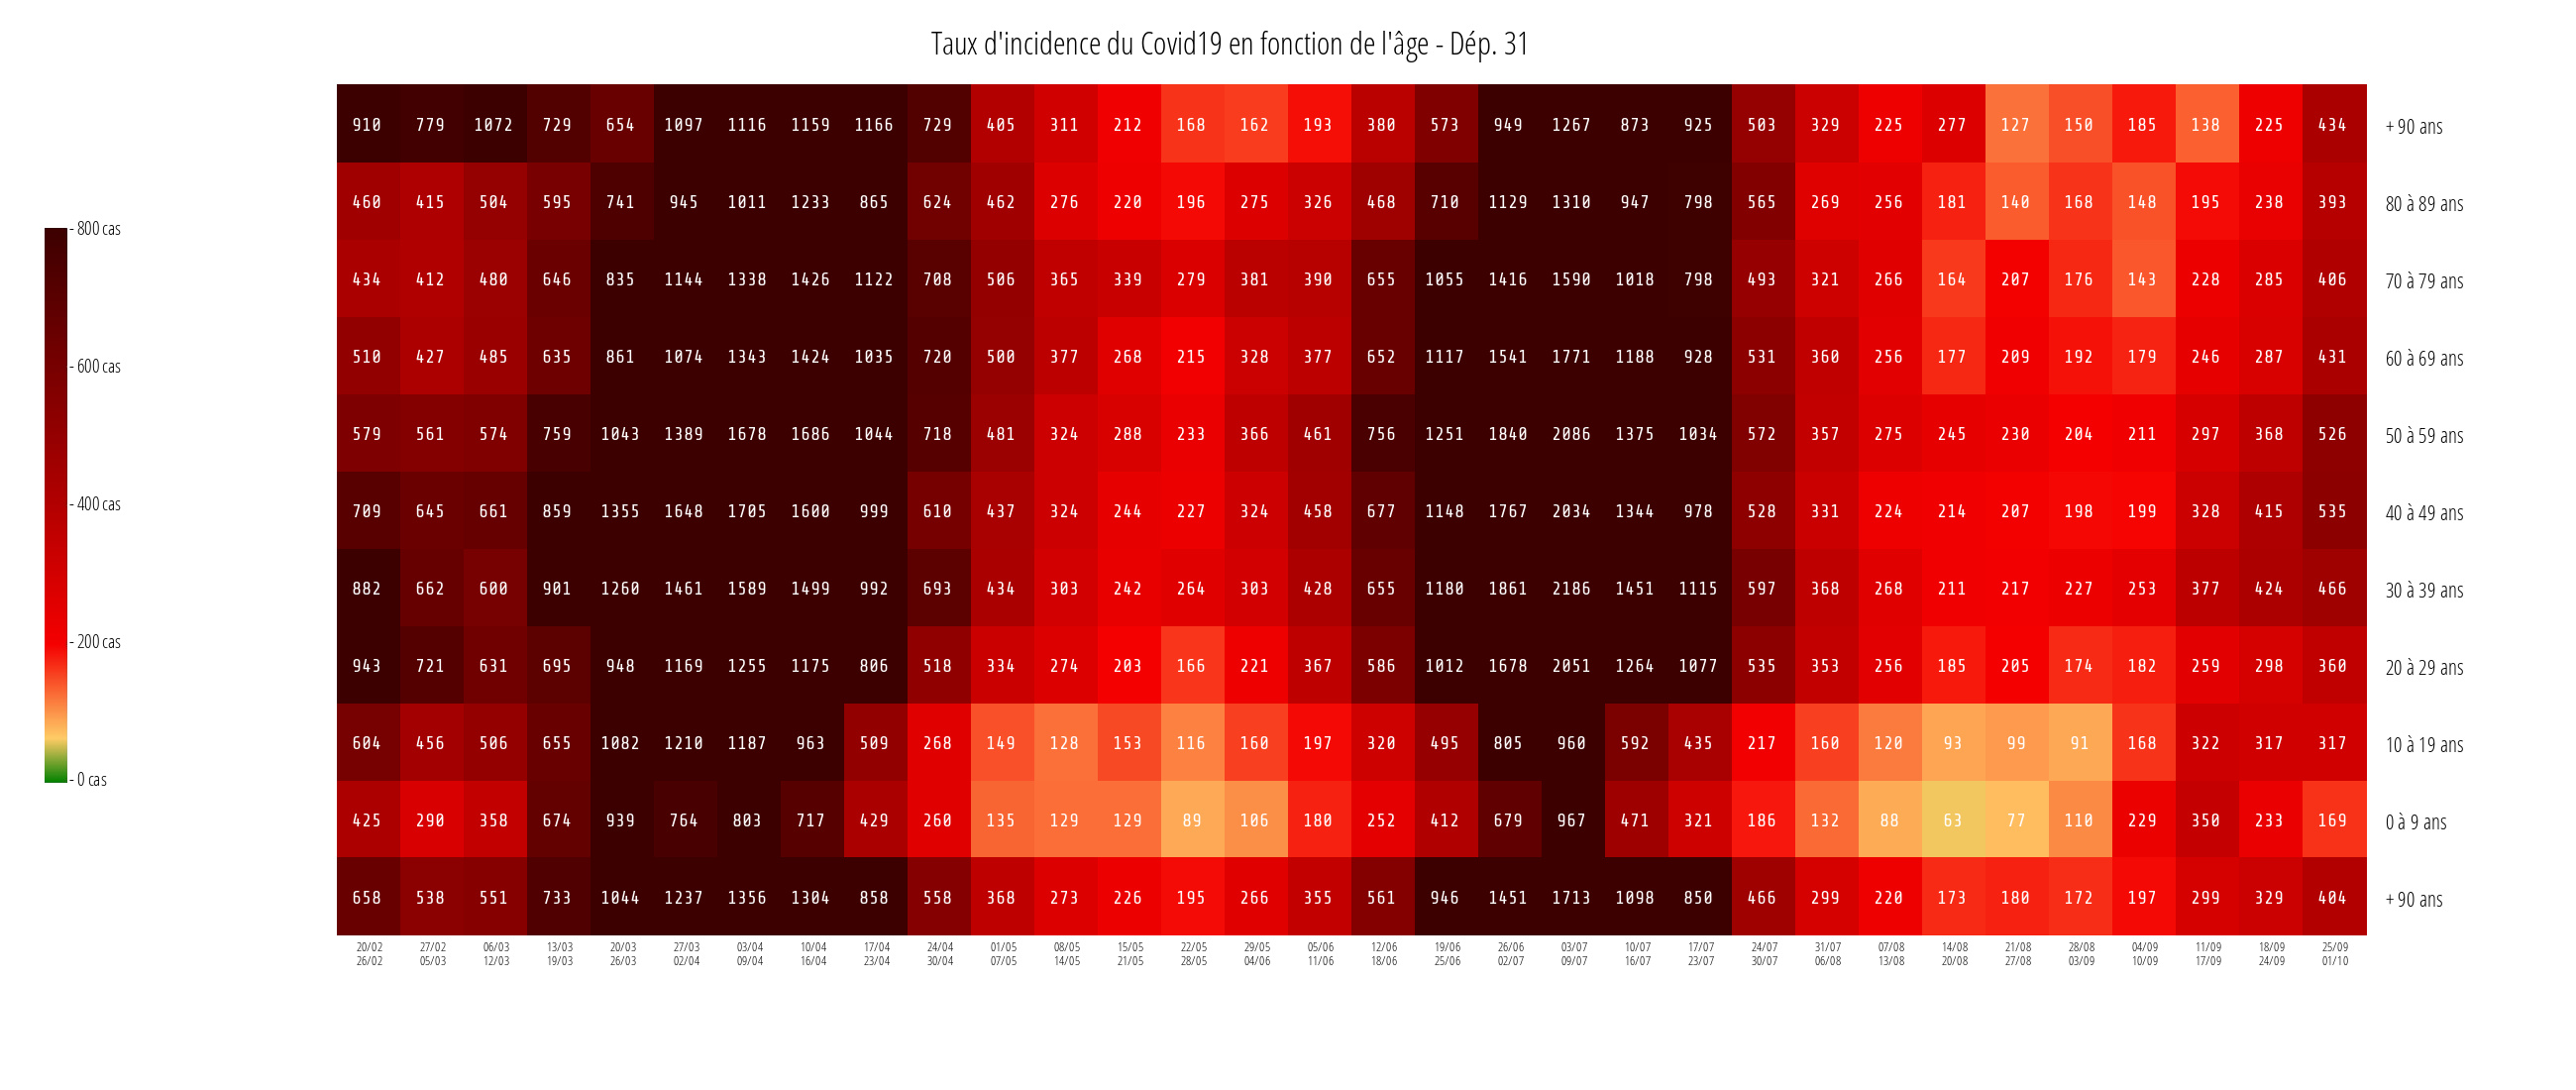 Taux d'incidence du Covid19 en fonction de l'âge - Dép. 31
910 779 1072 729 654 1097 1116 1159 1166 729 405 311 212 168 162 193 380 573 949 1267 873 925 503 329 225 277 127 150 185 138 225 434 + 90 ans
460 415 504 595 741 945 1011 1233 865 624 462 276 220 196 275 326 468 710 1129 1310 947 798 565 269 256 181 140 168 148 195 238 393 80 à 89 ans
- 800 cas
434 412 480 646 835 1144 1338 1426 1122 708 506 365 339 279 381 390 655 1055 1416 1590 1018 798 493 321 266 164 207 176 143 228 285 406 70 à 79 ans
510 427 485 635 861 1074 1343 1424 1035 720 500 377 268 215 328 377 652 1117 1541 1771 1188 928 531 360 256 177 209 192 179 246 287 431 60 à 69 ans
- 600 cas
579 561 574 759 1043 1389 1678 1686 1044 718 481 324 288 233 366 461 756 1251 1840 2086 1375 1034 572 357 275 245 230 204 211 297 368 526 50 à 59 ans
- 400 cas
709 645 661 859 1355 1648 1705 1600 999 610 437 324 244 227 324 458 677 1148 1767 2034 1344 978 528 331 224 214 207 198 199 328 415 535 40 à 49 ans
882 662 600 901 1260 1461 1589 1499 992 693 434 303 242 264 303 428 655 1180 1861 2186 1451 1115 597 368 268 211 217 227 253 377 424 466 30 à 39 ans
- 200 cas
943 721 631 695 948 1169 1255 1175 806 518 334 274 203 166 221 367 586 1012 1678 2051 1264 1077 535 353 256 185 205 174 182 259 298 360 20 à 29 ans
604 456 506 655 1082 1210 1187 963 509 268 149 128 153 116 160 197 320 495 805 960 592 435 217 160 120 93 99 91 168 322 317 317 10 à 19 ans
- 0 cas
425 290 358 674 939 764 803 717 429 260 135 129 129 89 106 180 252 412 679 967 471 321 186 132 88 63 77 110 229 350 233 169 0 à 9 ans
658 538 551 733 1044 1237 1356 1304 858 558 368 273 226 195 266 355 561 946 1451 1713 1098 850 466 299 220 173 180 172 197 299 329 404 + 90 ans
20/02 27/02 06/03 13/03 20/03 27/03 03/04 10/04 17/04 24/04 01/05 08/05 15/05 22/05 29/05 05/06 12/06 19/06 26/06 03/07 10/07 17/07 24/07 31/07 07/08 14/08 21/08 28/08 04/09 11/09 18/09 25/09
26/02 05/03 12/03 19/03 26/03 02/04 09/04 16/04 23/04 30/04 07/05 14/05 21/05 28/05 04/06 11/06 18/06 25/06 02/07 09/07 16/07 23/07 30/07 06/08 13/08 20/08 27/08 03/09 10/09 17/09 24/09 01/10